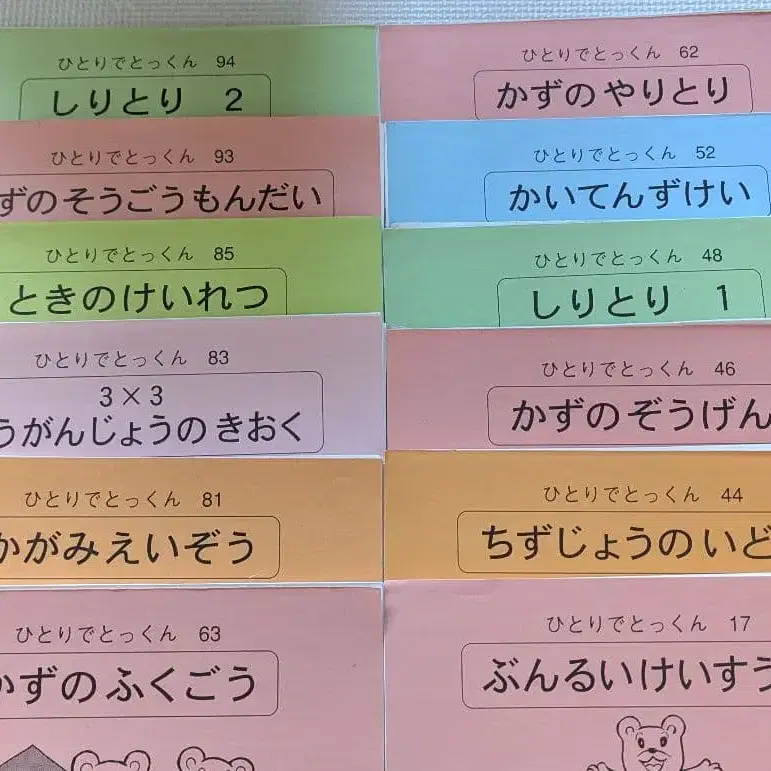 ひとりでとっくん 94
しりとり 2
ひとりでとっくん 93
ずのそうごうもんだい
ひとりでとっくん 85
ときのけいれつ
ひとりでとっくん 83
3×3
うがんじょうのきおく
ひとりでとっくん 81
かがみえいぞう
ひとりでとっくん 63
かずのふくごう
ひとりでとっくん 62
かずのやりとり
ひとりでとっくん 52
かいてんずけい
ひとりでとっくん 48
しりとり 1
ひとりでとっくん 46
かずのぞうげん
ひとりでとっくん 44
ちずじょうのいど
ひとりでとっくん 17
ぶんるいけいすう